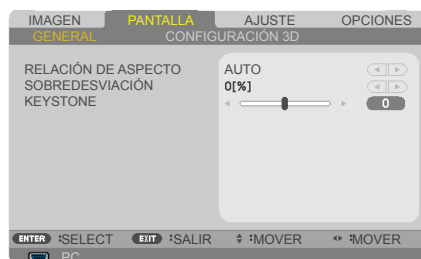 IMAGEN PANTALLA AJUSTE OPCIONES
GENERAL CONFIGURACIÓN 3D
RELACIÓN DE ASPECTO AUTO
SOBREDESVIACIÓN 0[%]
KEYSTONE 0
ENTER :SELECT EXIT :SALIR :MOVER :MOVER
PC